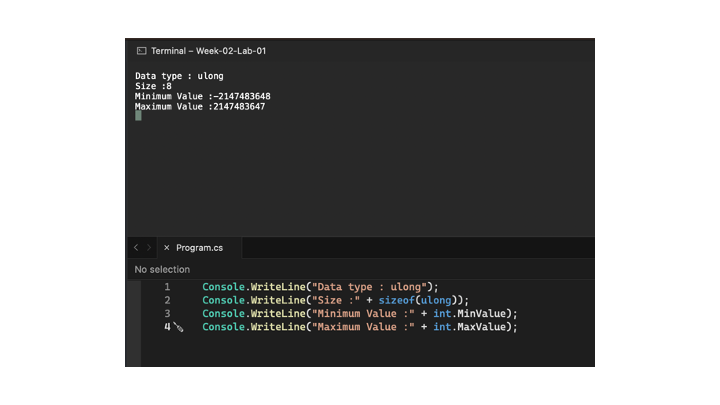 Terminal – Week-02-Lab-01
Data type : ulong
Size :8
Minimum Value :-2147483648
Maximum Value :2147483647
Program.cs
No selection
1 Console.WriteLine("Data type : ulong");
2 Console.WriteLine("Size :" + sizeof(ulong));
3 Console.WriteLine("Minimum Value :" + int.MinValue);
4 Console.WriteLine("Maximum Value :" + int.MaxValue);